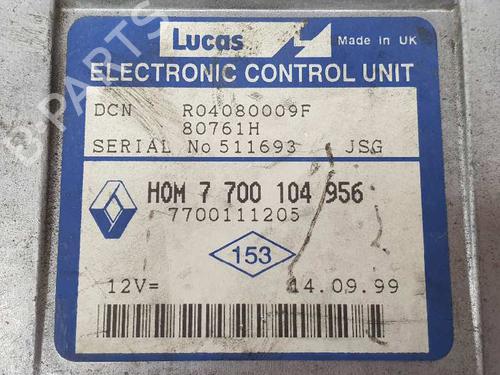 Lucas Made in UK
ELECTRONIC CONTROL UNIT
DCN R04080009F
80761H
SERIAL No 511693 JSG
HOM 7 700 104 956
7700111205
153
12V= 14.09.99
B-PARTS